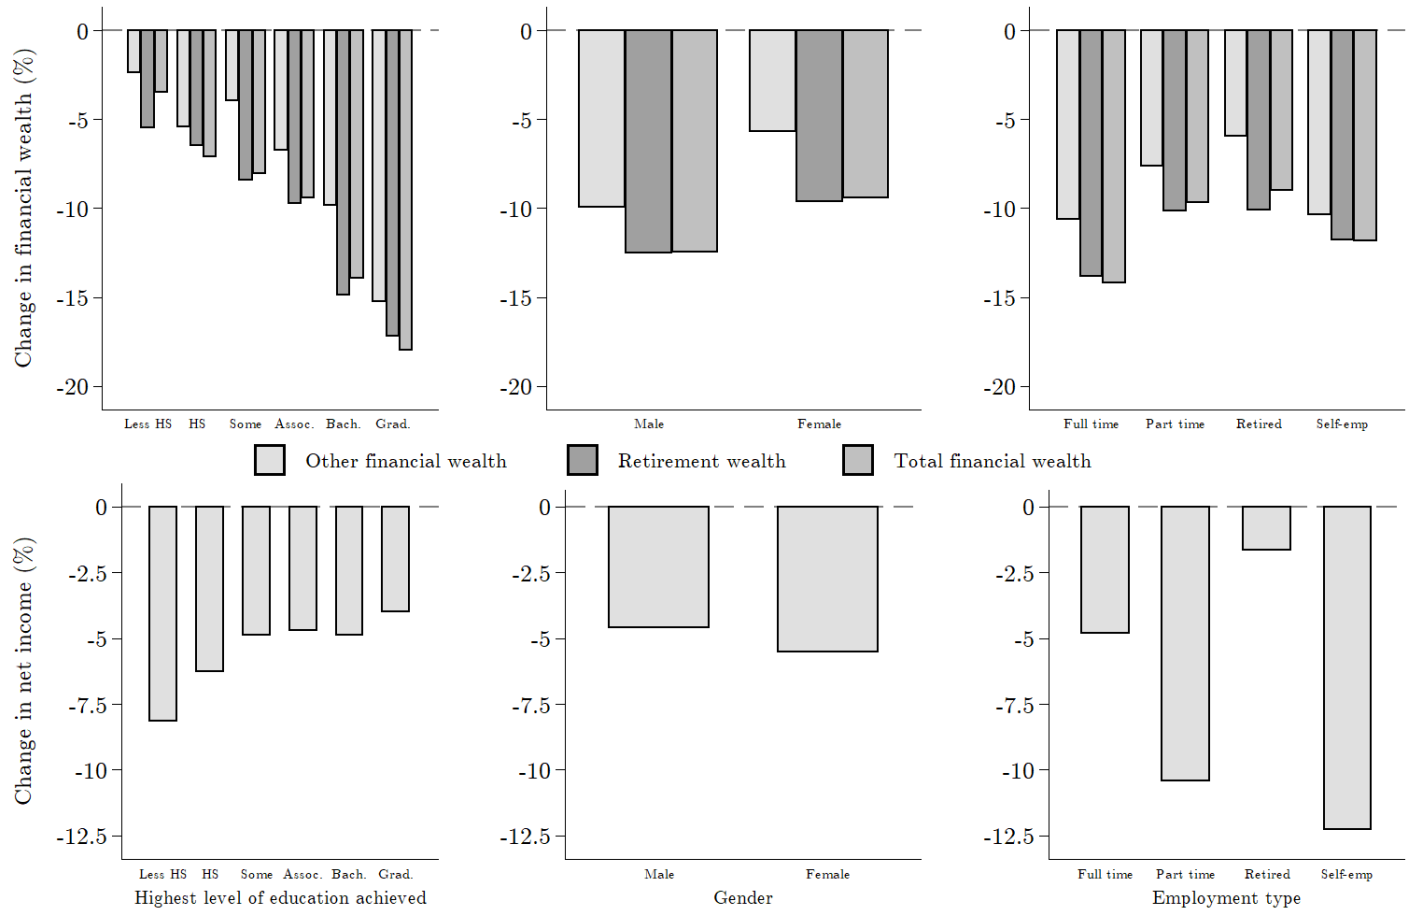 Change in financial wealth (%)
0
-5
-10
-15
-20
Less HS HS Some Assoc. Bach. Grad.
0
-5
-10
-15
-20
Male Female
0
-5
-10
-15
-20
Full time Part time Retired Self-emp
Other financial wealth Retirement wealth Total financial wealth
Change in net income (%)
0
-2.5
-5
-7.5
-10
-12.5
Less HS HS Some Assoc. Bach. Grad.
Highest level of education achieved
0
-2.5
-5
-7.5
-10
-12.5
Male Female
Gender
0
-2.5
-5
-7.5
-10
-12.5
Full time Part time Retired Self-emp
Employment type